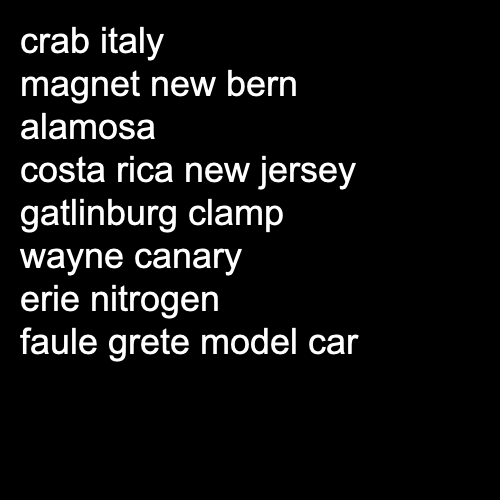 crab italy
magnet new bern
alamosa
costa rica new jersey
gatlinburg clamp
wayne canary
erie nitrogen
faule grete model car